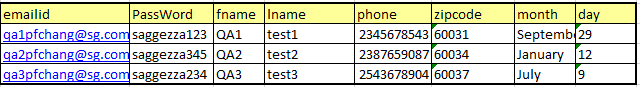 emailid PassWord fname lname phone zipcode month day
qa1pfchang@sg.com saggezza123 QA1 test1 2345678543 60031 Septembe 29
qa2pfchang@sg.com saggezza345 QA2 test2 2387659087 60034 January 12
qa3pfchang@sg.com saggezza234 QA3 test3 2543678904 60037 July 9